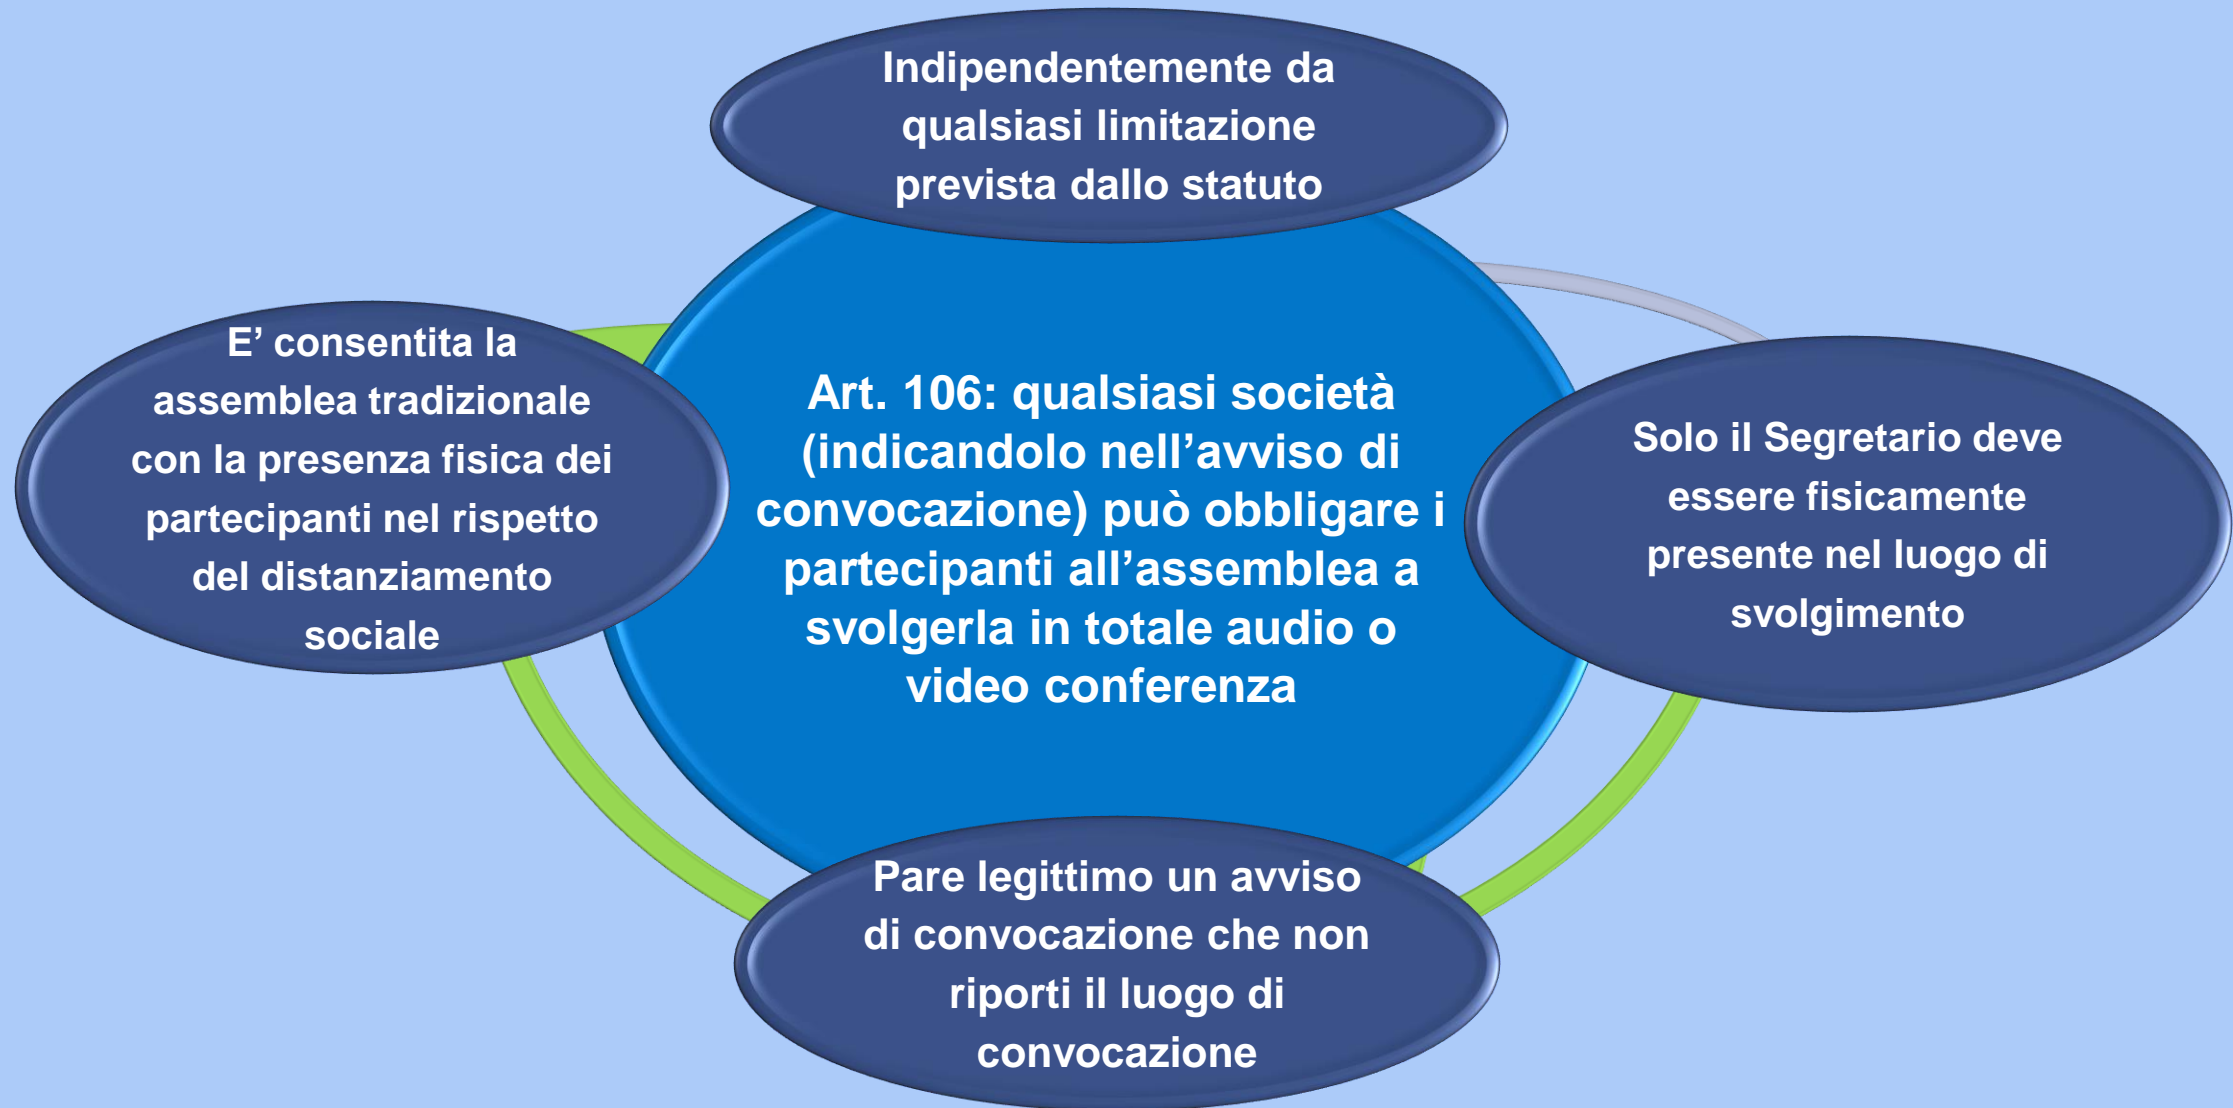 Indipendentemente da
qualsiasi limitazione
prevista dallo statuto
E’ consentita la
assemblea tradizionale
con la presenza fisica dei
partecipanti nel rispetto
del distanziamento
sociale
Art. 106: qualsiasi società
(indicandolo nell’avviso di
convocazione) può obbligare i
partecipanti all’assemblea a
svolgerla in totale audio o
video conferenza
Solo il Segretario deve
essere fisicamente
presente nel luogo di
svolgimento
Pare legittimo un avviso
di convocazione che non
riporti il luogo di
convocazione